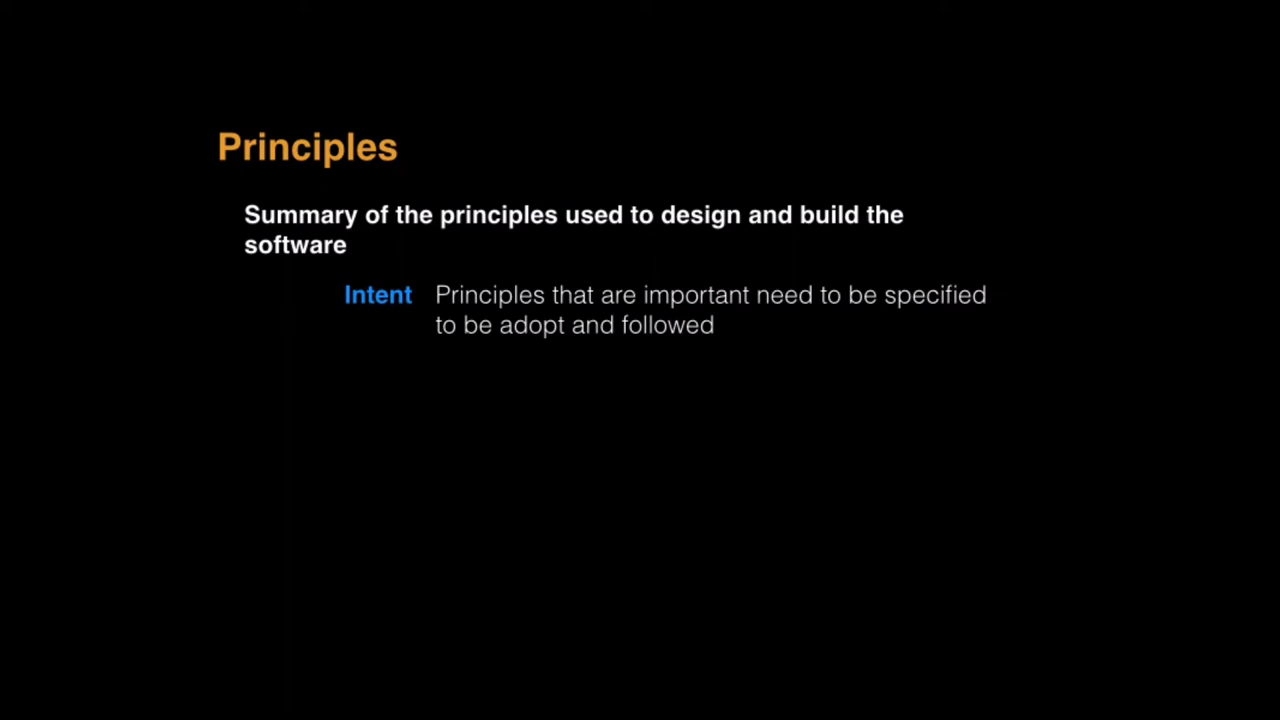 Principles
Summary of the principles used to design and build the
software
Intent Principles that are important need to be specified
to be adopt and followed